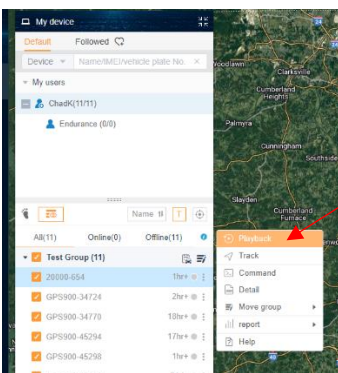 My device
Default Followed
Device Name/IMEI/vehicle plate No. ×
My users
ChadK(11/11)
Endurance (0/0)
Name T
All(11) Online(0) Offline(11)
Test Group (11)
20000-654 1hr+
GPS900-34724 2hr+
GPS900-34770 18hr+
GPS900-45294 17hr+
GPS900-45298 1hr+
Woodlawn
Clarksville
Cumberland
Heights
Palmyra
Cunningham
Southside
Slayden
Cumberland
Furnace
Playback
Track
Command
Detail
Move group
report
Help